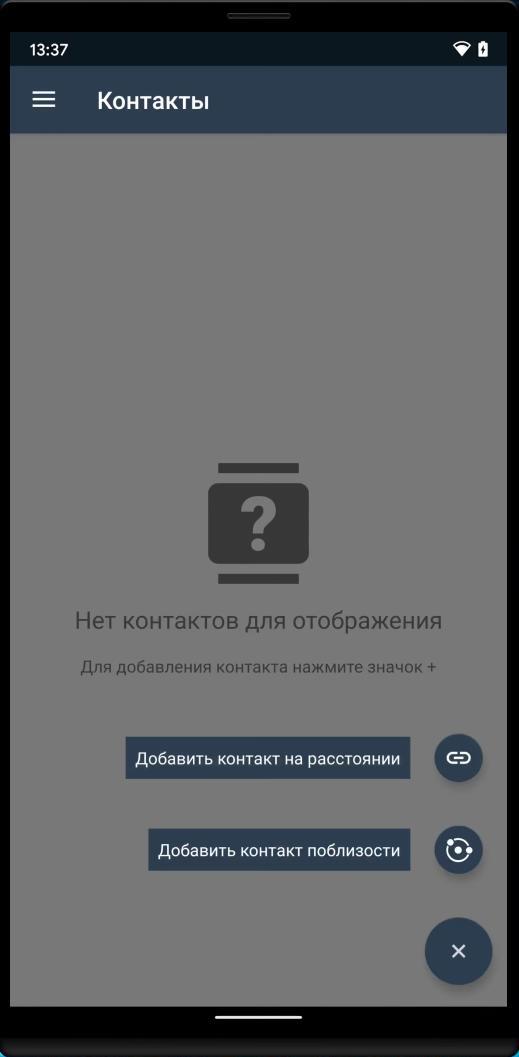 13:37
Контакты
?
Нет контактов для отображения
Для добавления контакта нажмите значок +
Добавить контакт на расстоянии
Добавить контакт поблизости